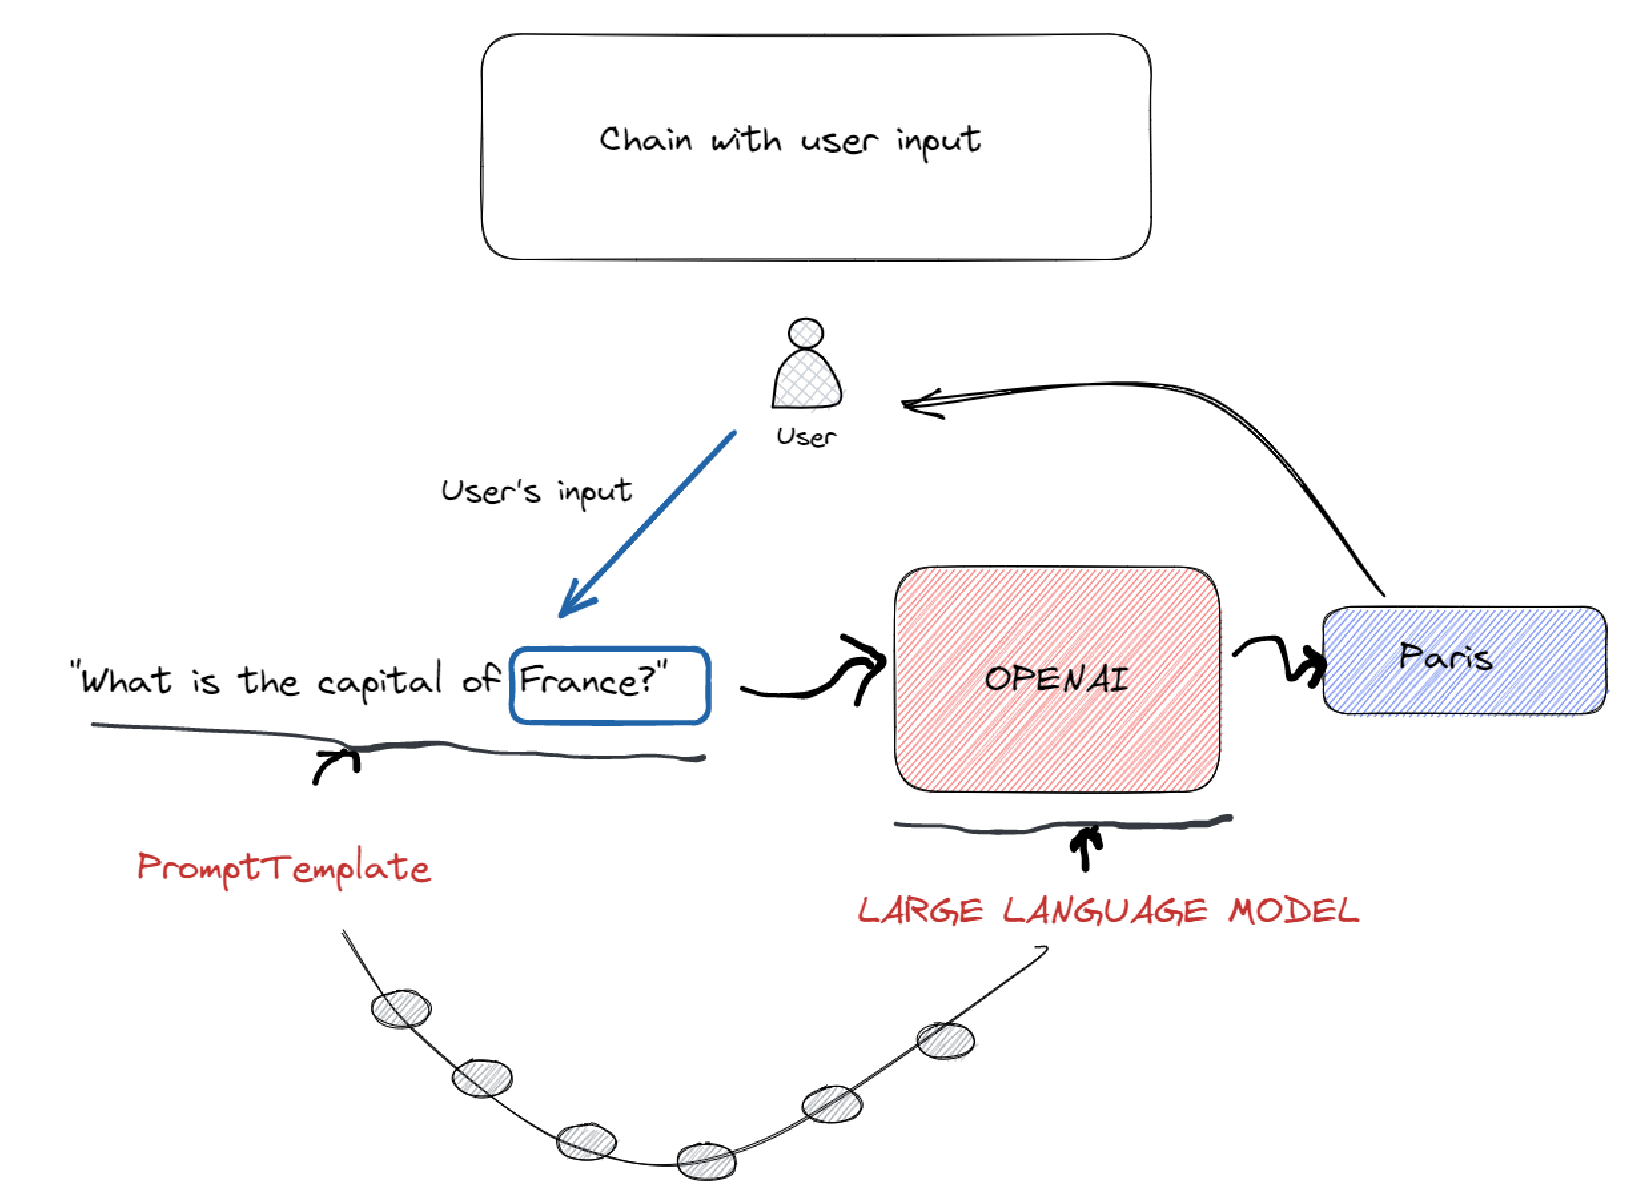 Chain with user input
User
User's input
"What is the capital of France?"
OPENAI
Paris
PromptTemplate
LARGE LANGUAGE MODEL